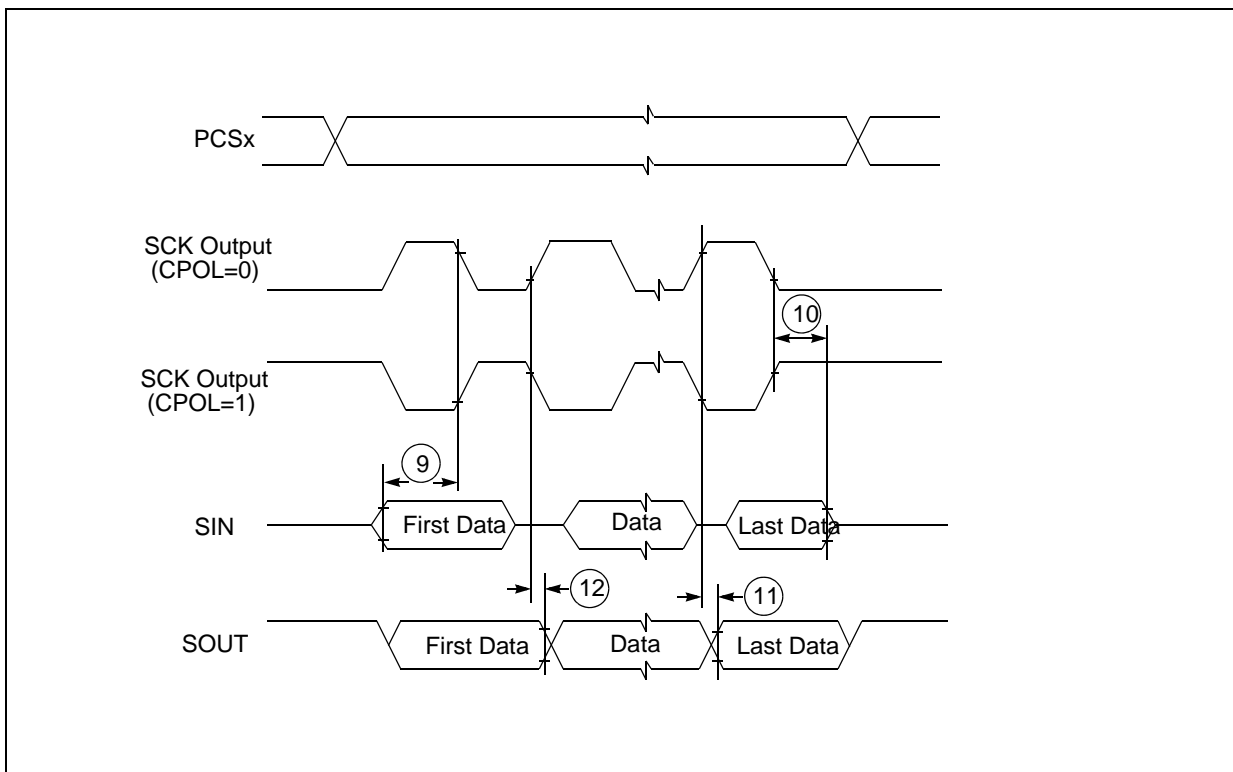 PCSx
SCK Output
(CPOL=0)
10
SCK Output
(CPOL=1)
9
SIN
First Data
Data
Last Data
12
11
SOUT
First Data
Data
Last Data